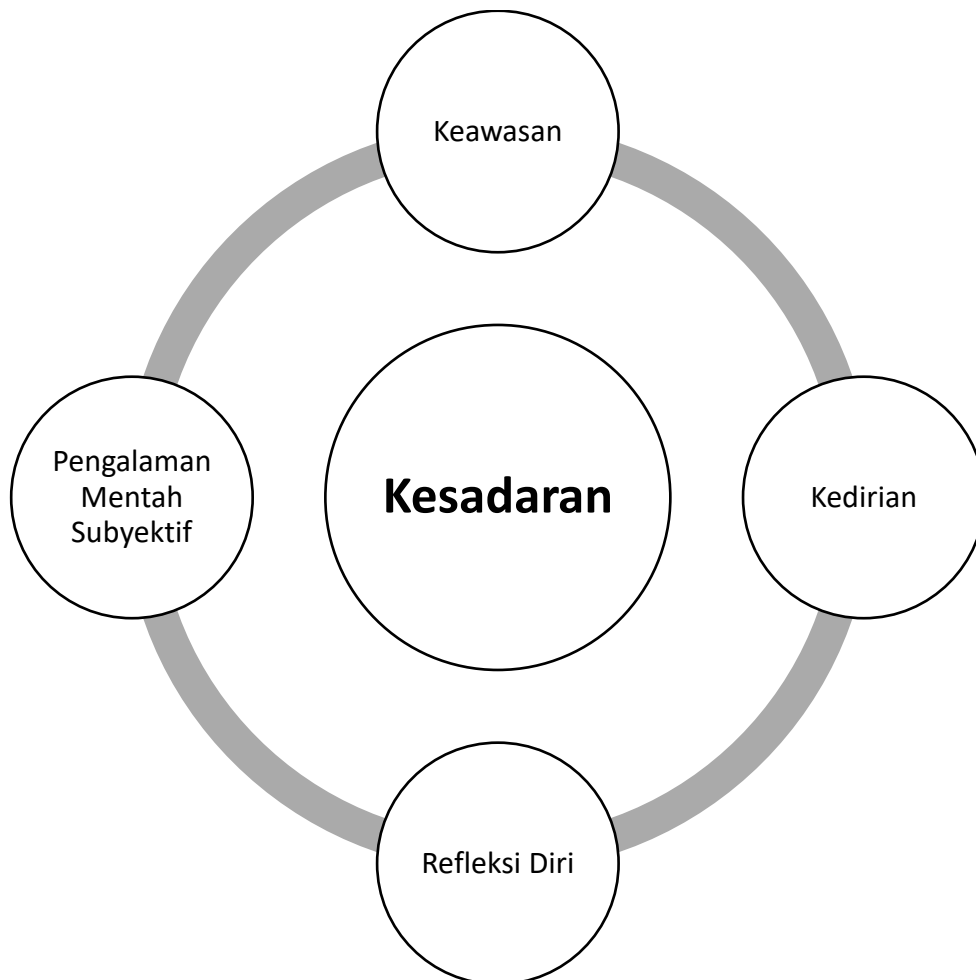 Keawasan
Pengalaman
Mentah
Subyektif
Kesadaran
Kedirian
Refleksi Diri